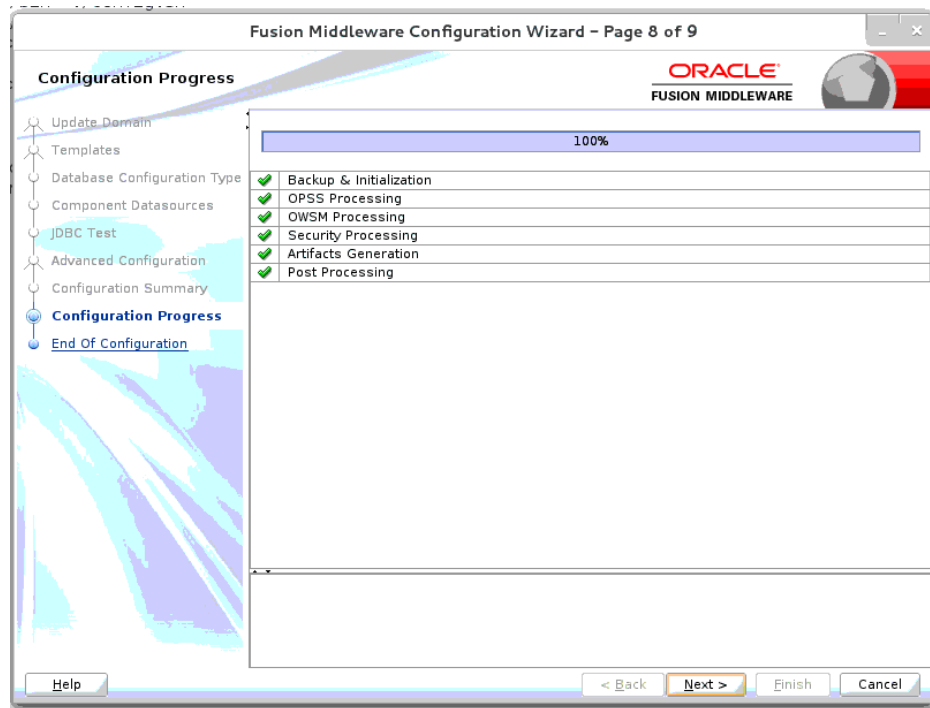 Fusion Middleware Configuration Wizard - Page 8 of 9
Configuration Progress
ORACLE
FUSION MIDDLEWARE
Update Domain
Templates
Database Configuration Type
Component Datasources
JDBC Test
Advanced Configuration
Configuration Summary
Configuration Progress
End Of Configuration
100%
Backup & Initialization
OPSS Processing
OWSM Processing
Security Processing
Artifacts Generation
Post Processing
Help
< Back
Next >
Finish
Cancel